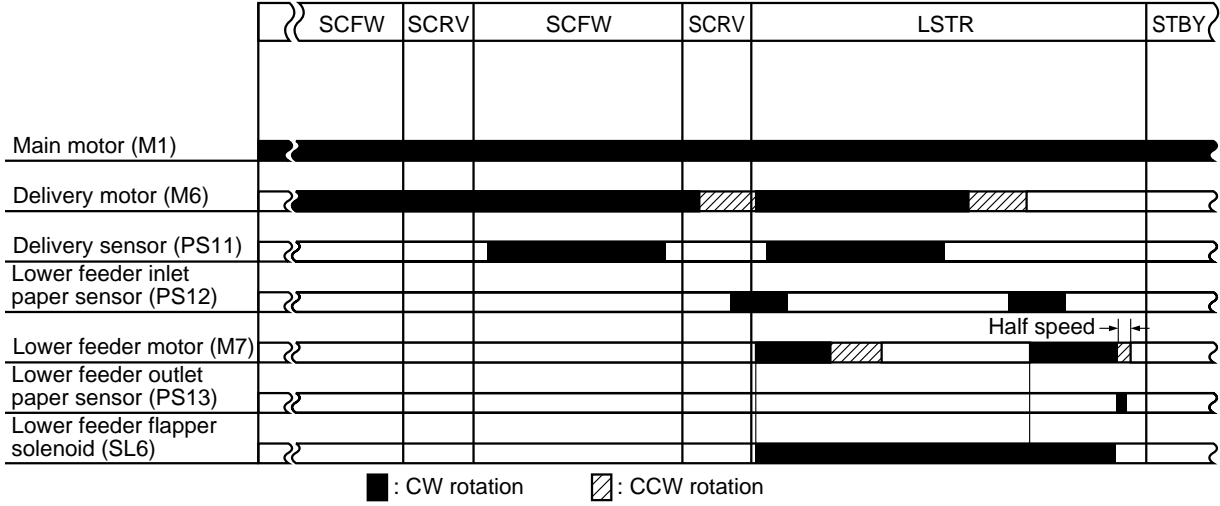 SCFW SCRV SCFW SCRV LSTR STBY
Main motor (M1)
Delivery motor (M6)
Delivery sensor (PS11)
Lower feeder inlet
paper sensor (PS12)
Half speed
Lower feeder motor (M7)
Lower feeder outlet
paper sensor (PS13)
Lower feeder flapper
solenoid (SL6)
: CW rotation : CCW rotation